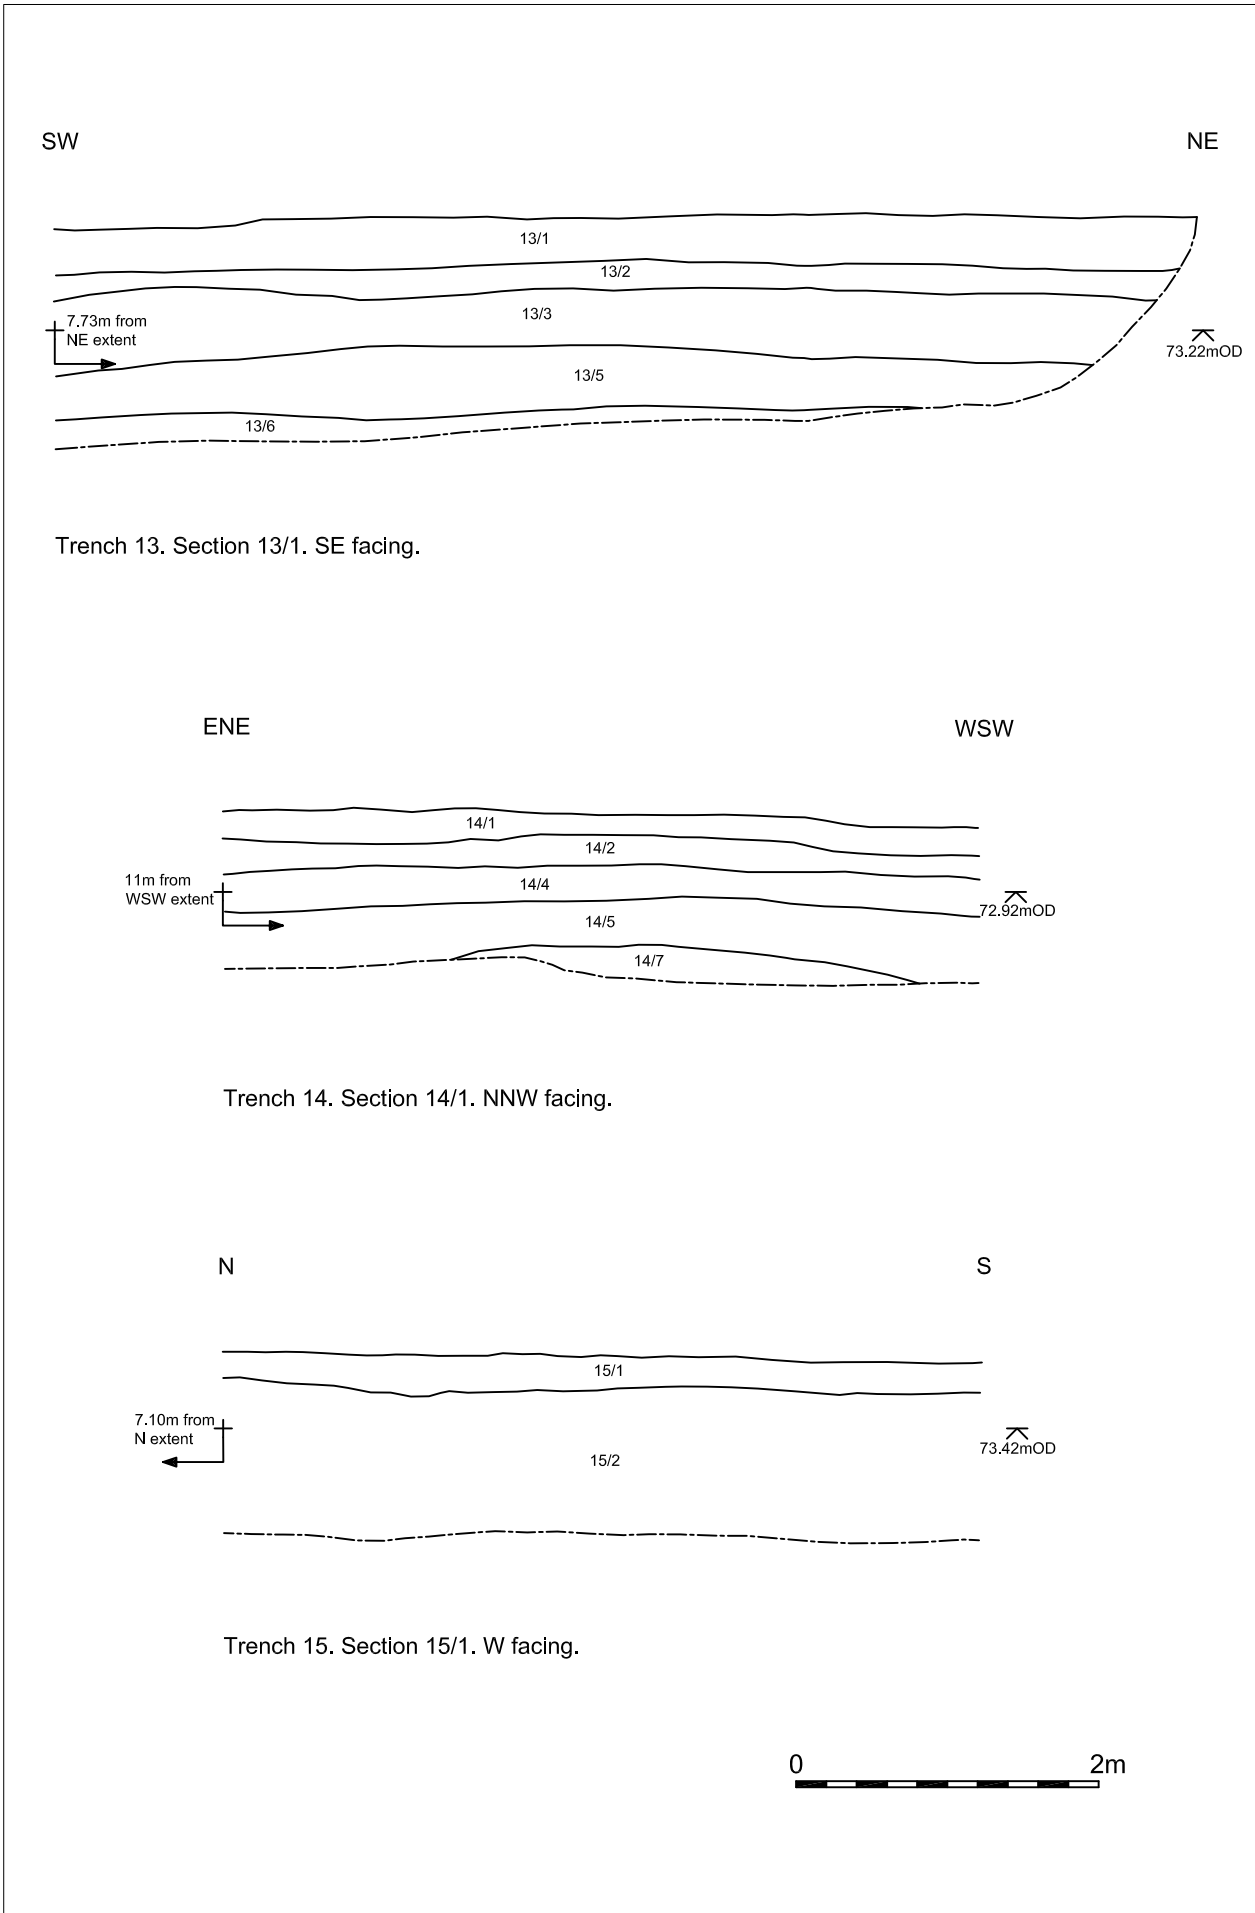 SW
NE
13/1
13/2
13/3
7.73m from
NE extent
73.22mOD
13/5
13/6
Trench 13. Section 13/1. SE facing.
ENE
WSW
14/1
14/2
11m from
WSW extent
14/4
72.92mOD
14/5
14/7
Trench 14. Section 14/1. NNW facing.
N
S
15/1
7.10m from
N extent
73.42mOD
15/2
Trench 15. Section 15/1. W facing.
0
2m